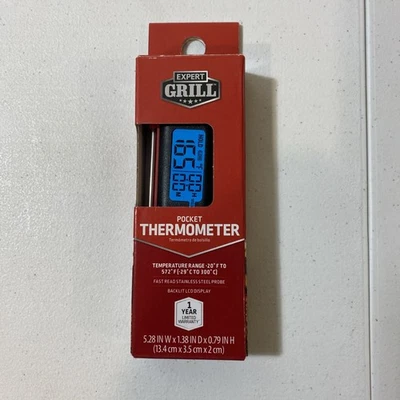 EXPERT
GRILL
POCKET
THERMOMETER
Termómetro de bolsillo
TEMPERATURE RANGE -20°F TO
572°F (-29°C TO 300°C)
FAST READ STAINLESS STEEL PROBE
BACKLIT LCD DISPLAY
1
YEAR
LIMITED
WARRANTY
5.28 IN W x 1.38 IN D x 0.79 IN H
(13.4 cm x 3.5 cm x 2 cm)